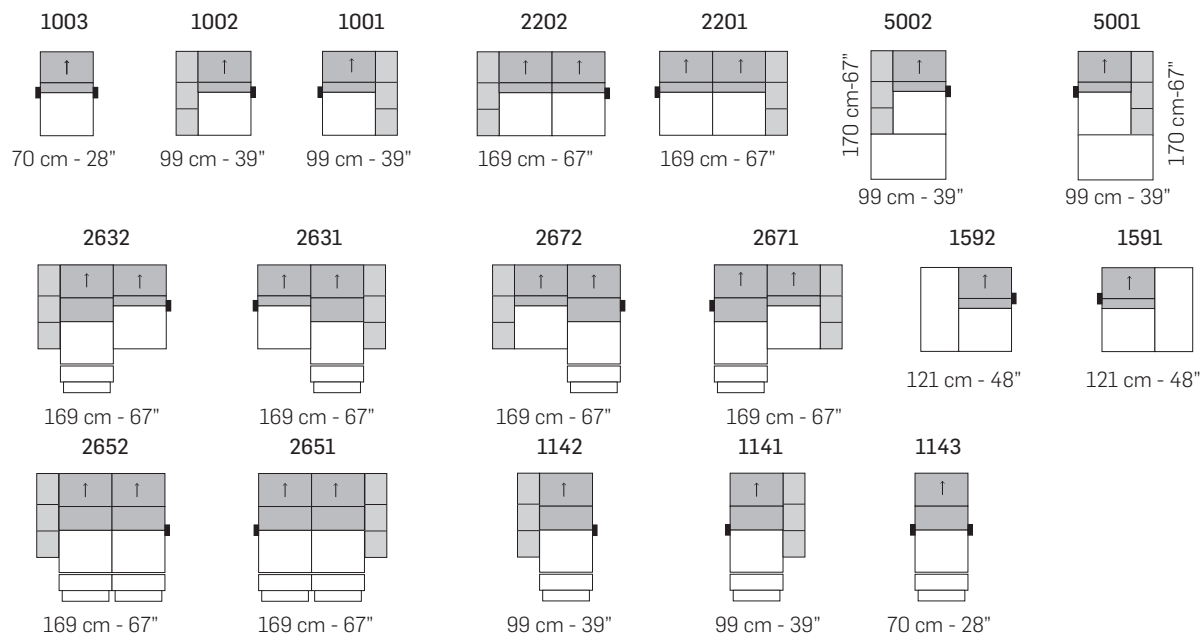 1003 1002 1001 2202 2201 5002 5001
170 cm-67” 170 cm-67”
70 cm - 28” 99 cm - 39” 99 cm - 39” 169 cm - 67” 169 cm - 67”
99 cm - 39” 99 cm - 39”
2632 2631 2672 2671 1592 1591
121 cm - 48” 121 cm - 48”
169 cm - 67” 169 cm - 67” 169 cm - 67” 169 cm - 67”
2652 2651 1142 1141 1143
169 cm - 67” 169 cm - 67” 99 cm - 39” 99 cm - 39” 70 cm - 28”